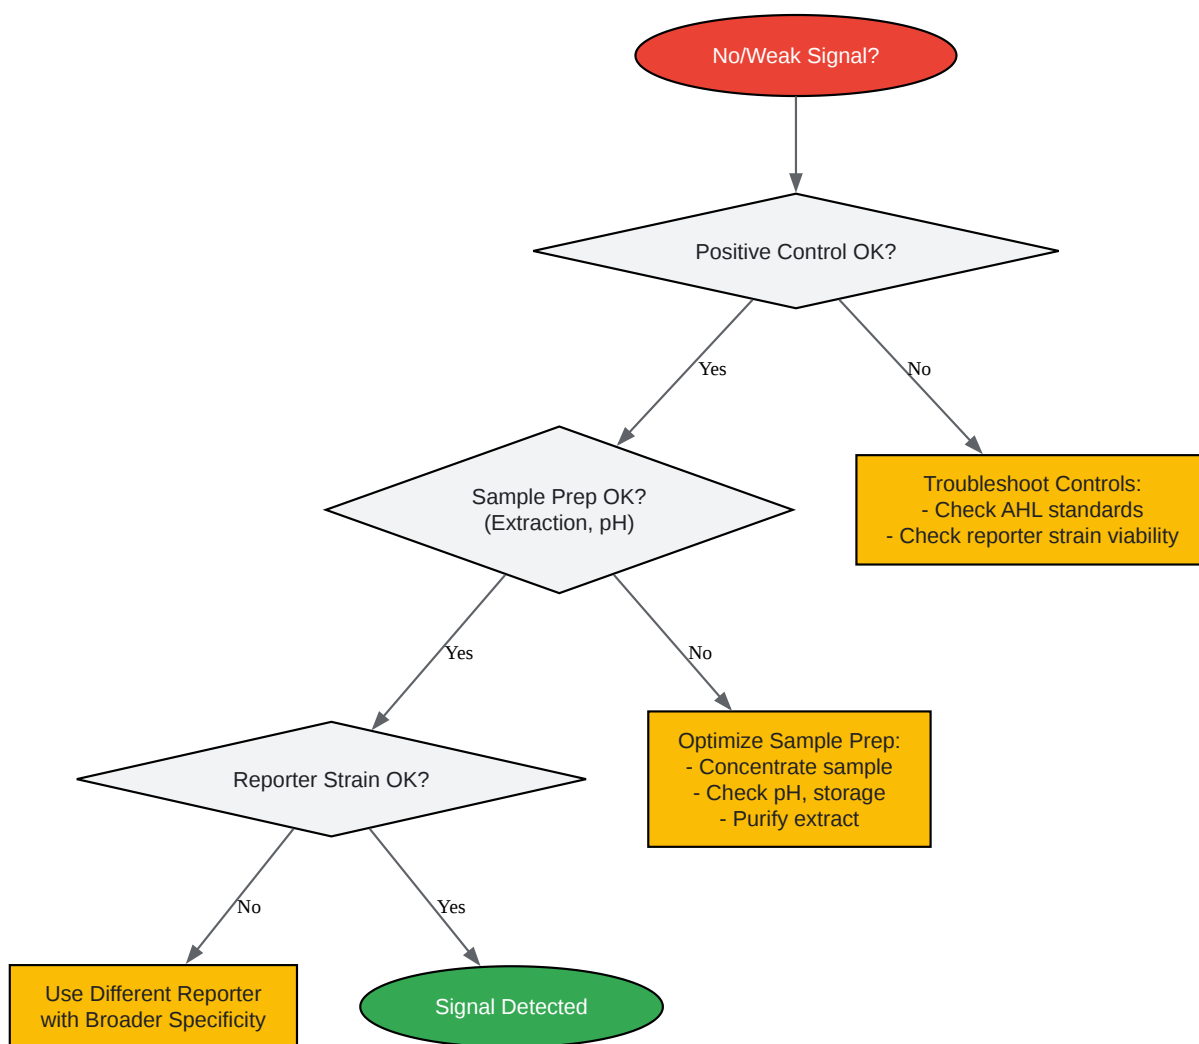 No/Weak Signal?
Positive Control OK?
Yes
No
Sample Prep OK?
(Extraction, pH)
Troubleshoot Controls:
- Check AHL standards
- Check reporter strain viability
Yes
No
Reporter Strain OK?
Optimize Sample Prep:
- Concentrate sample
- Check pH, storage
- Purify extract
No
Yes
Use Different Reporter
with Broader Specificity
Signal Detected